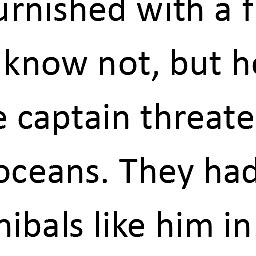 urnished with a f
know not, but he
e captain threate
oceans. They had
nibals like him in